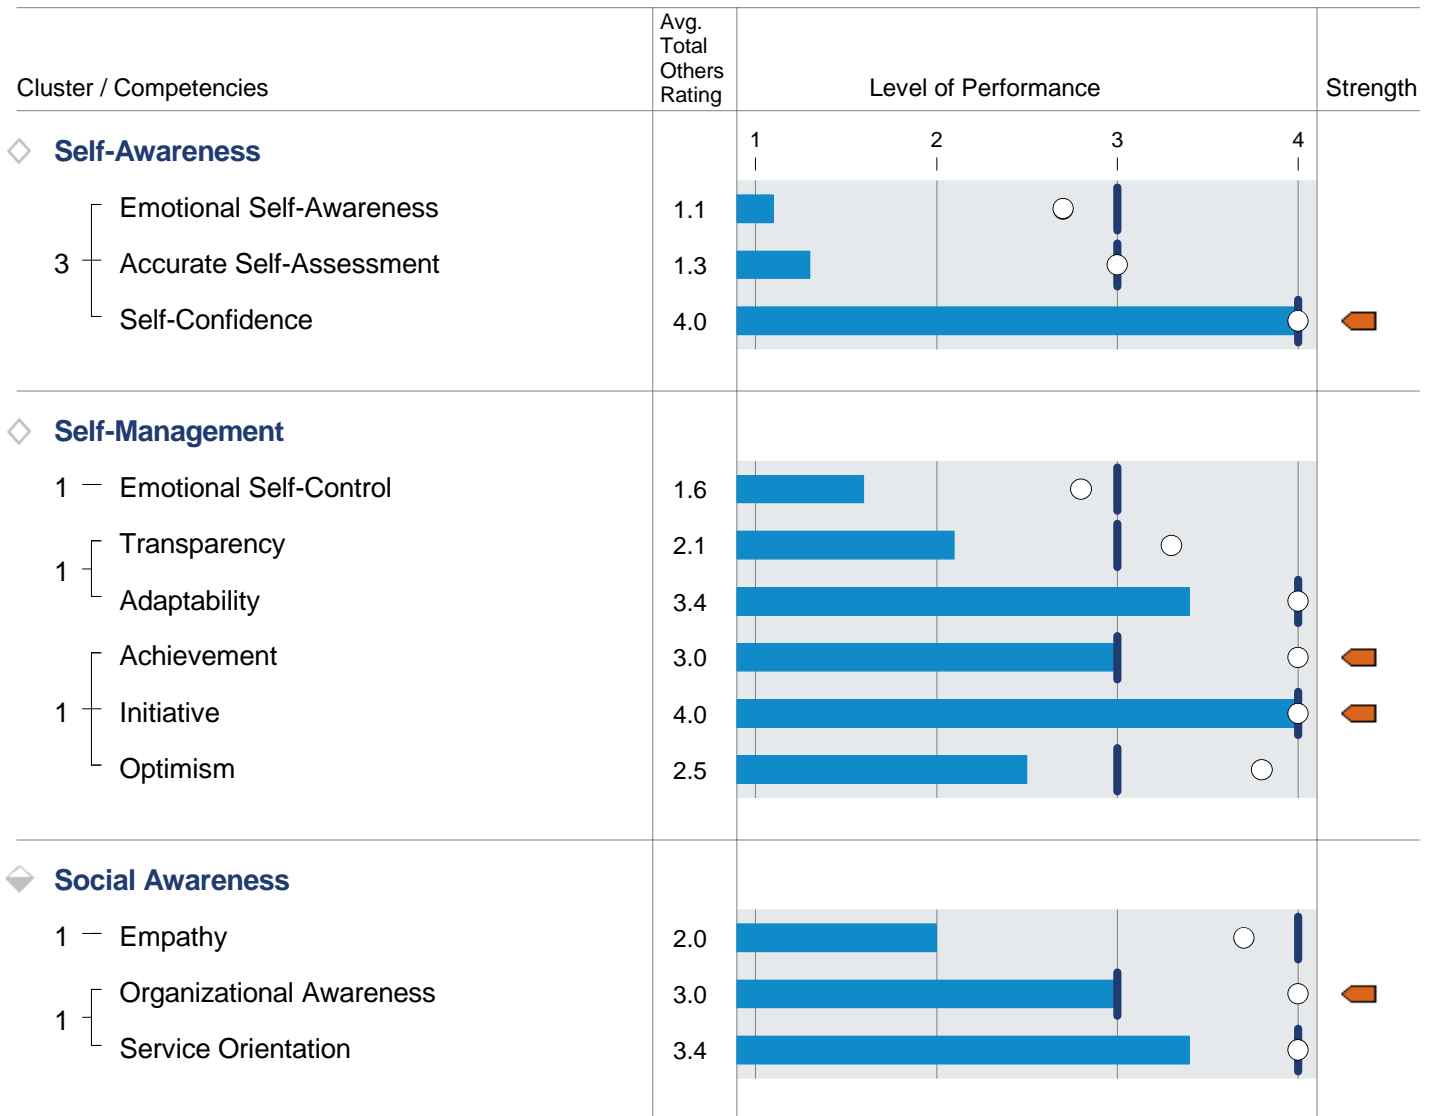 Avg.
Total
Others
Rating
Cluster / Competencies
Level of Performance
Strength
Self-Awareness
1 2 3 4
Emotional Self-Awareness 1.1
3 Accurate Self-Assessment 1.3
Self-Confidence 4.0
Self-Management
1 Emotional Self-Control 1.6
Transparency 2.1
1
Adaptability 3.4
Achievement 3.0
1 Initiative 4.0
Optimism 2.5
Social Awareness
1 Empathy 2.0
Organizational Awareness 3.0
1
Service Orientation 3.4